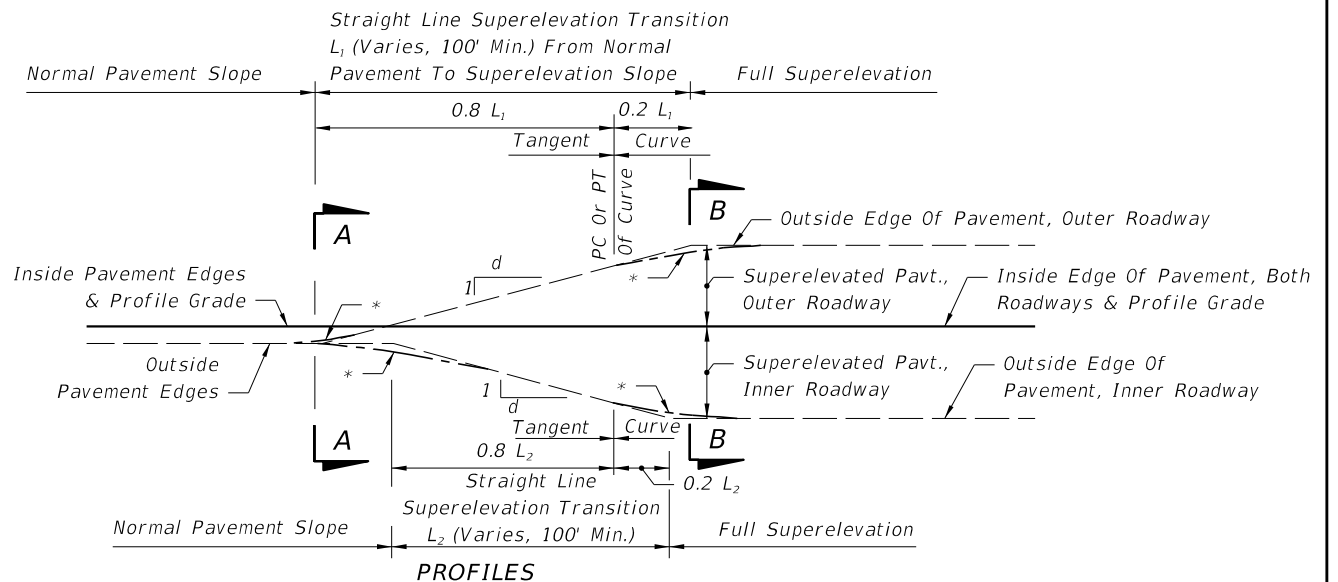 Straight Line Superelevation Transition
L₁ (Varies, 100' Min.) From Normal
Pavement To Superelevation Slope
Normal Pavement Slope
Full Superelevation
0.8 L₁
0.2 L₁
Tangent
Curve
PC Or PT
Of Curve
A
B
Outside Edge Of Pavement, Outer Roadway
d
1
*
Inside Pavement Edges
& Profile Grade
*
Superelevated Pavt.,
Outer Roadway
Inside Edge Of Pavement, Both
Roadways & Profile Grade
Outside
Pavement Edges
*
1
d
*
Superelevated Pavt.,
Inner Roadway
Outside Edge Of
Pavement, Inner Roadway
Tangent
Curve
A
B
0.8 L₂
0.2 L₂
Straight Line
Superelevation Transition
L₂ (Varies, 100' Min.)
Normal Pavement Slope
Full Superelevation
PROFILES